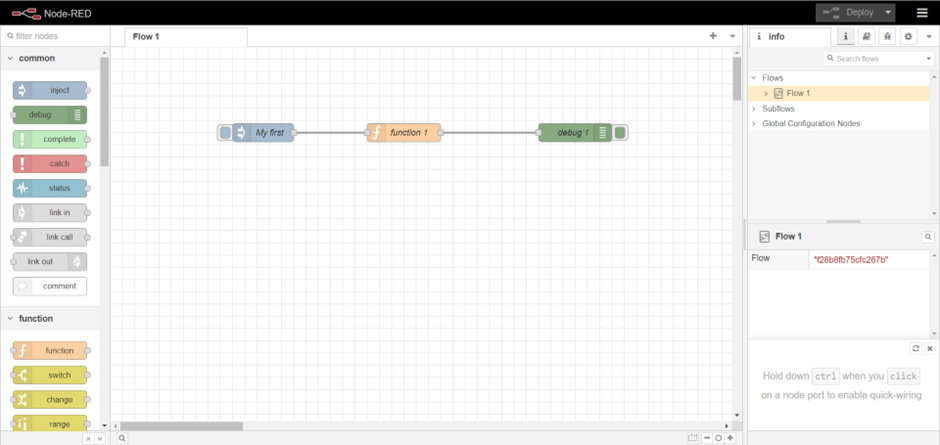 Node-RED
Deploy
filter nodes
Flow 1
info
Search flows
common
inject
debug
complete
catch
status
link in
link call
link out
comment
function
function
switch
change
range
My first
function 1
debug 1
Flows
Flow 1
Subflows
Global Configuration Nodes
Flow 1
Flow "f28b8fb75cfc267b"
Hold down ctrl when you click
on a node port to enable quick-wiring